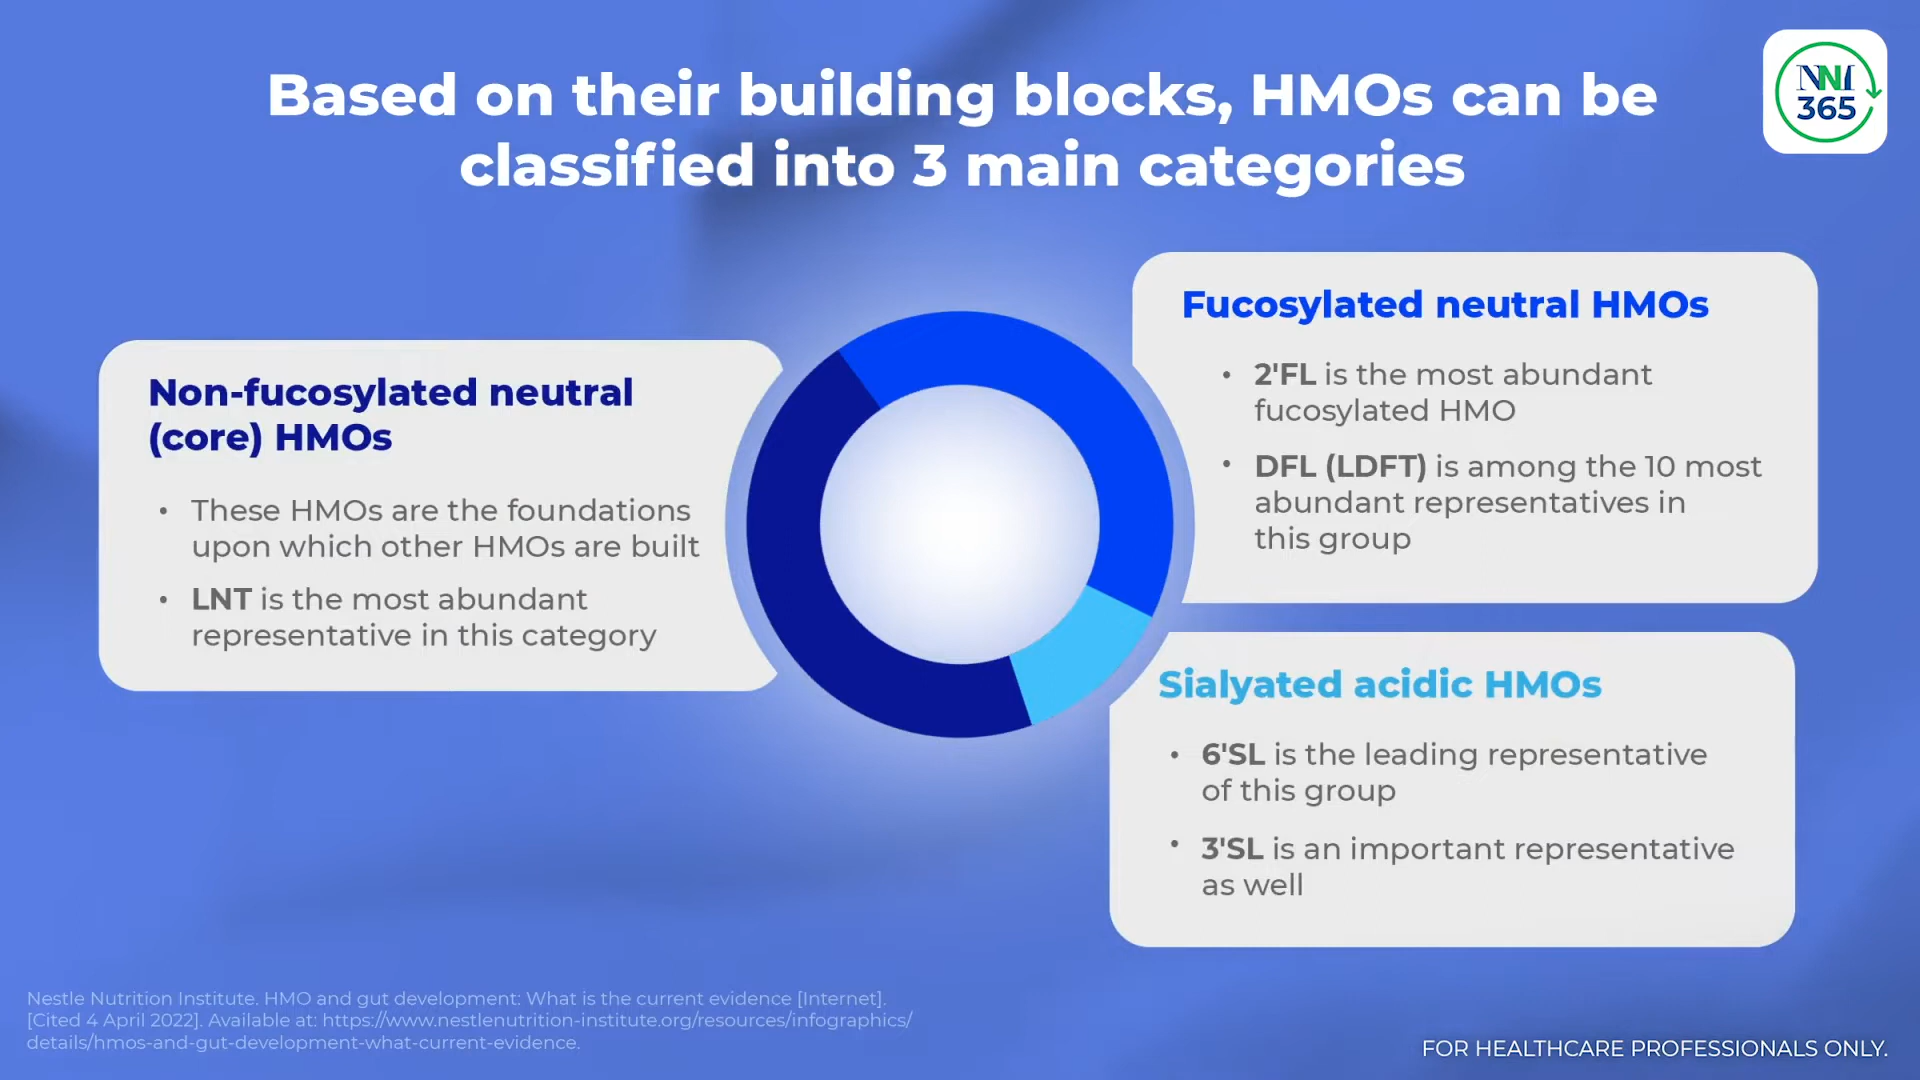 Based on their building blocks, HMOs can be
classified into 3 main categories
NNI
365
Non-fucosylated neutral
(core) HMOs
• These HMOs are the foundations
upon which other HMOs are built
• LNT is the most abundant
representative in this category
Fucosylated neutral HMOs
• 2'FL is the most abundant
fucosylated HMO
• DFL (LDFT) is among the 10 most
abundant representatives in
this group
Sialyated acidic HMOs
• 6'SL is the leading representative
of this group
• 3'SL is an important representative
as well
Nestle Nutrition Institute. HMO and gut development: What is the current evidence [Internet].
[Cited 4 April 2022]. Available at: https://www.nestlenutrition-institute.org/resources/infographics/
details/hmos-and-gut-development-what-current-evidence.
FOR HEALTHCARE PROFESSIONALS ONLY.